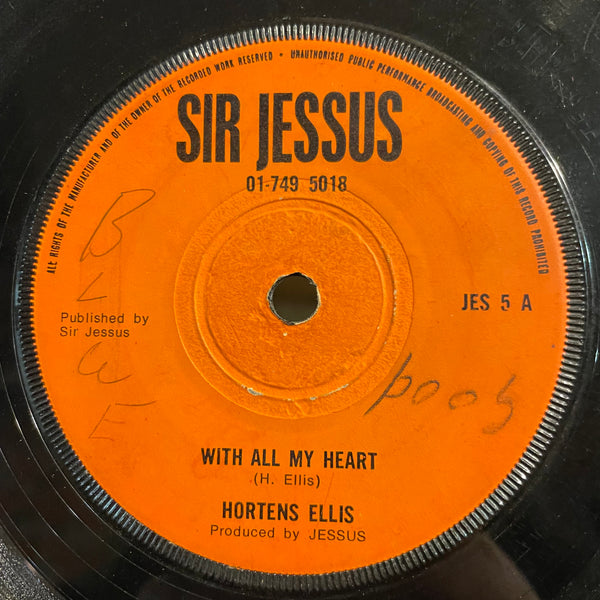 ALL RIGHTS OF THE MANUFACTURER AND OF THE OWNER OF THE RECORDED WORK RESERVED • UNAUTHORISED PUBLIC PERFORMANCE BROADCASTING AND COPYING OF THIS RECORD PROHIBITED
SIR JESSUS
01-749 5018
B
L
Published by
Sir Jessus
JES 5 A
W
E
good
WITH ALL MY HEART
(H. Ellis)
HORTENS ELLIS
Produced by JESSUS